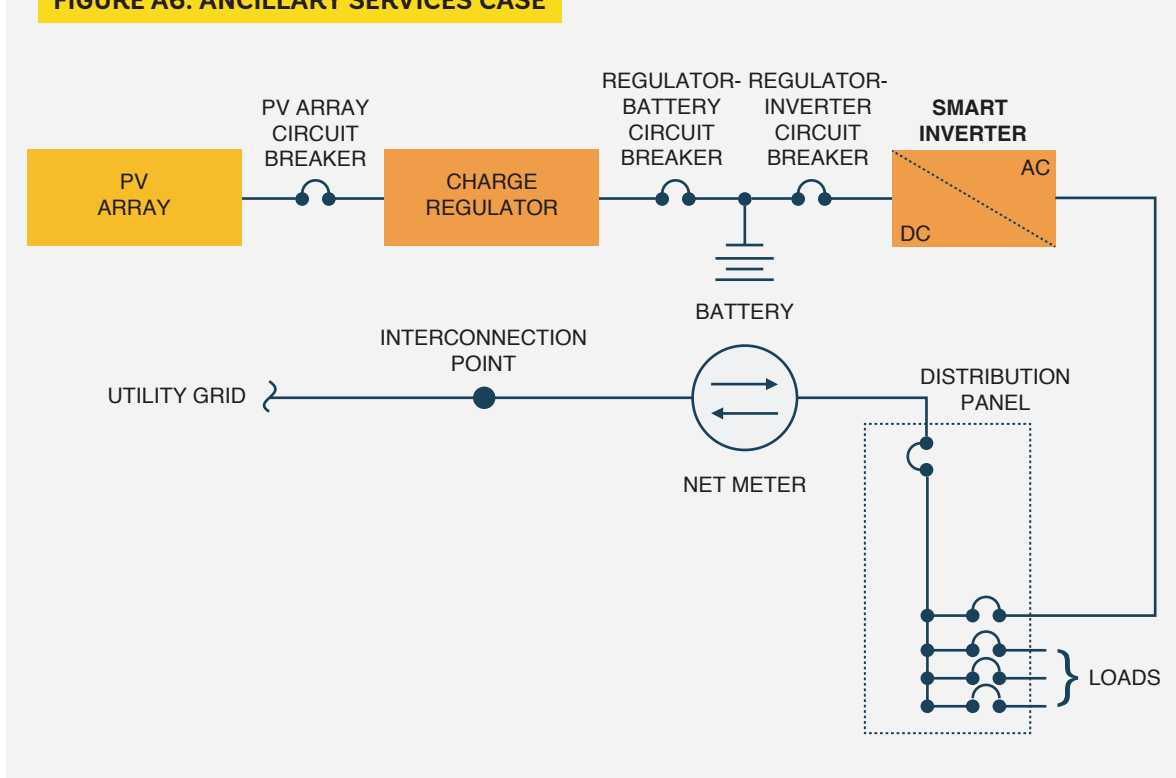 FIGURE A6. ANCILLARY SERVICES CASE
PV ARRAY
CIRCUIT
BREAKER
REGULATOR-
BATTERY
CIRCUIT
BREAKER
REGULATOR-
INVERTER
CIRCUIT
BREAKER
SMART
INVERTER
PV
ARRAY
CHARGE
REGULATOR
AC
DC
BATTERY
INTERCONNECTION
POINT
UTILITY GRID
DISTRIBUTION
PANEL
NET METER
LOADS